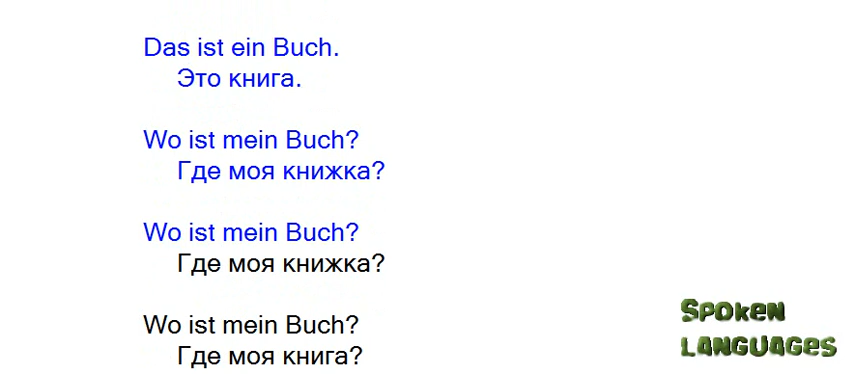 Das ist ein Buch.
Это книга.
Wo ist mein Buch?
Где моя книжка?
Wo ist mein Buch?
Где моя книжка?
Wo ist mein Buch?
Где моя книга?
Spoken
Languages